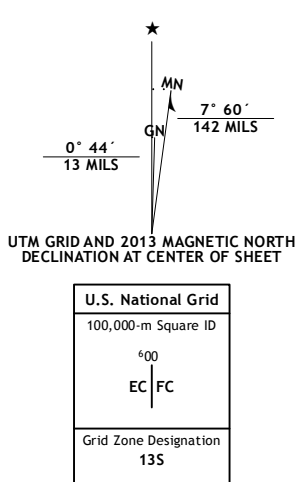 ★
MN
7° 60´
142 MILS
GN
0° 44´
13 MILS
UTM GRID AND 2013 MAGNETIC NORTH
DECLINATION AT CENTER OF SHEET
U.S. National Grid
100,000-m Square ID
⁶00
EC FC
Grid Zone Designation
13S